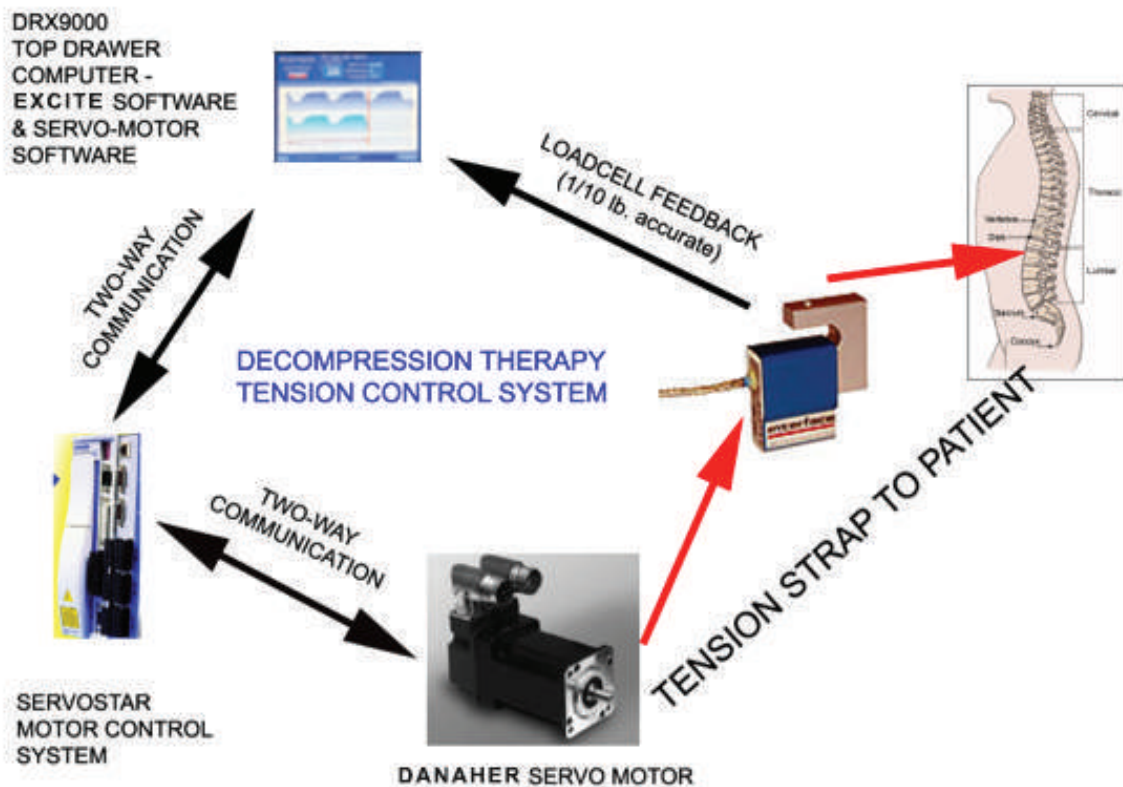 DRX9000
TOP DRAWER
COMPUTER -
EXCITE SOFTWARE
& SERVO-MOTOR
SOFTWARE
LOADCELL FEEDBACK
(1/10 lb. accurate)
Cervical
Thoracic
Vertebra
Disk
Lumbar
Sacrum
Coccyx
TWO-WAY
COMMUNICATION
DECOMPRESSION THERAPY
TENSION CONTROL SYSTEM
interface
TENSION STRAP TO PATIENT
TWO-WAY
COMMUNICATION
SERVOSTAR
MOTOR CONTROL
SYSTEM
DANAHER SERVO MOTOR